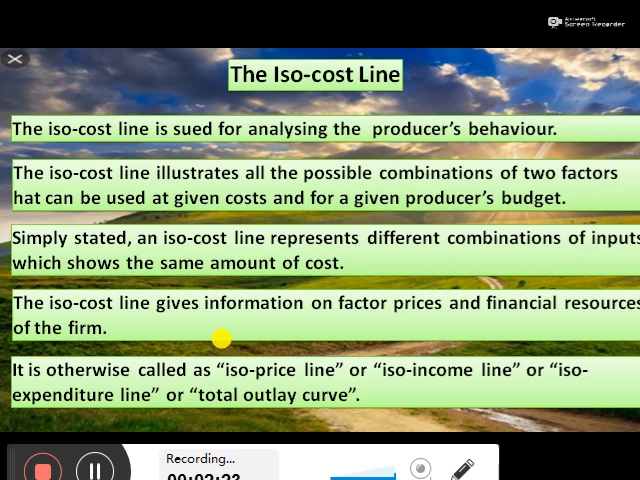 Apowersoft
Screen Recorder
The Iso-cost Line
The iso-cost line is sued for analysing the producer's behaviour.
The iso-cost line illustrates all the possible combinations of two factors
hat can be used at given costs and for a given producer's budget.
Simply stated, an iso-cost line represents different combinations of inputs
which shows the same amount of cost.
The iso-cost line gives information on factor prices and financial resources
of the firm.
It is otherwise called as “iso-price line” or “iso-income line” or “iso-
expenditure line” or “total outlay curve”.
Recording...
00:02:23